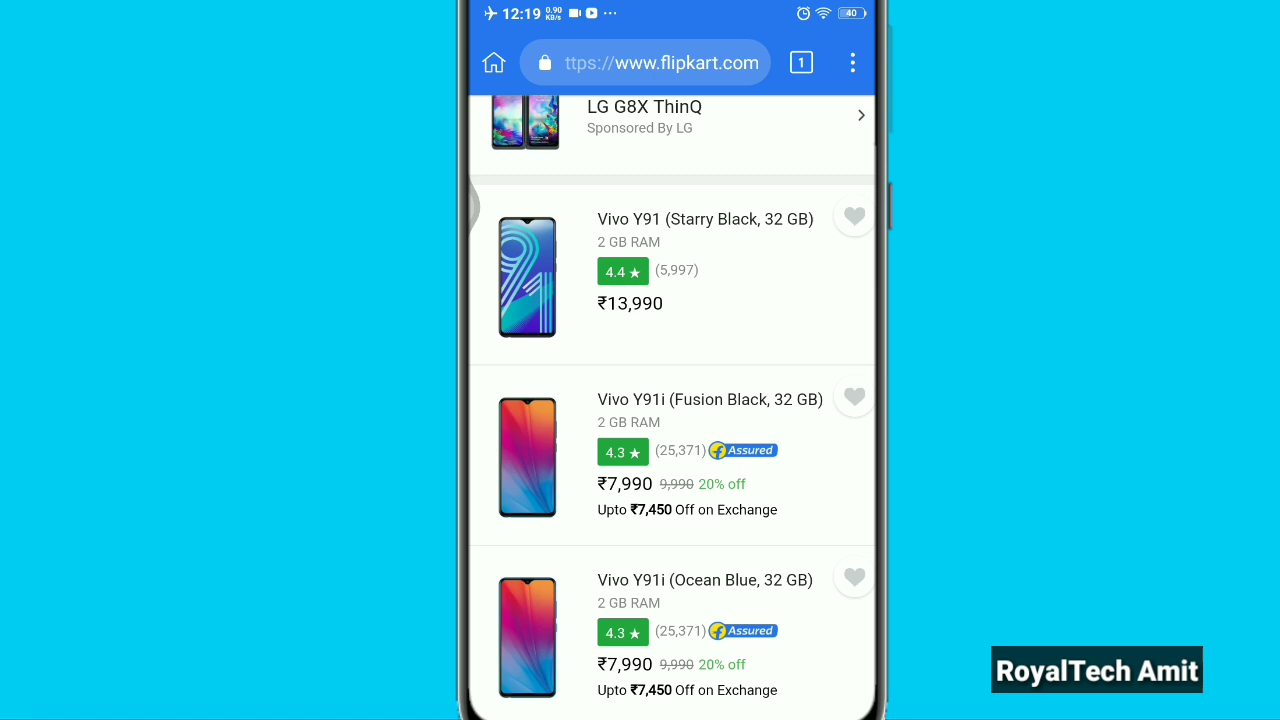 12:19 0.90 KB/s ... 40
ttps://www.flipkart.com 1
LG G8X ThinQ
Sponsored By LG
Vivo Y91 (Starry Black, 32 GB)
2 GB RAM
4.4 ★ (5,997)
₹13,990
Vivo Y91i (Fusion Black, 32 GB)
2 GB RAM
4.3 ★ (25,371) f Assured
₹7,990 9,990 20% off
Upto ₹7,450 Off on Exchange
Vivo Y91i (Ocean Blue, 32 GB)
2 GB RAM
4.3 ★ (25,371) f Assured
₹7,990 9,990 20% off
Upto ₹7,450 Off on Exchange
RoyalTech Amit